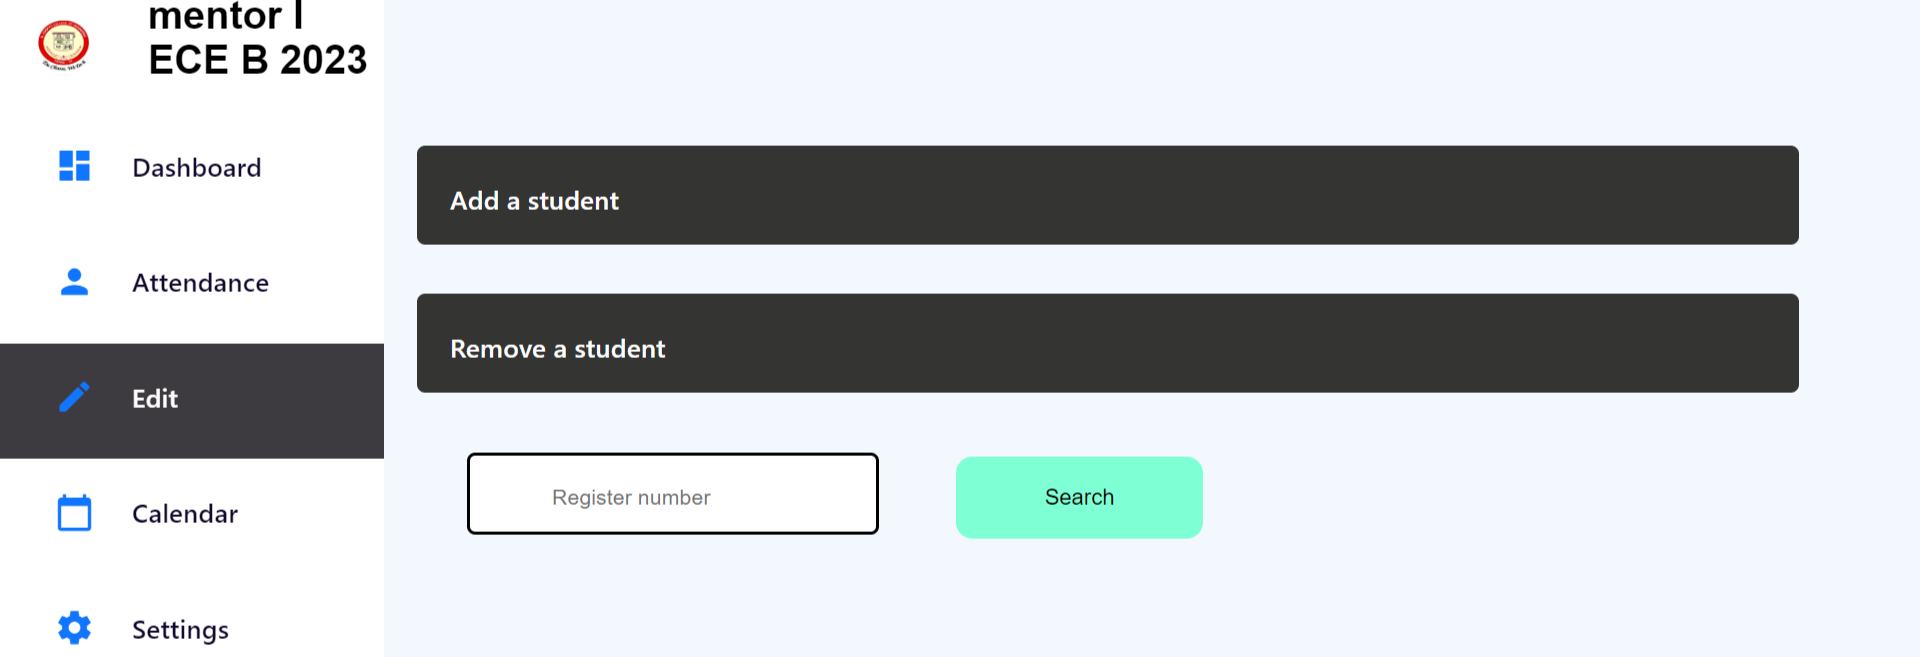 mentor I
ECE B 2023
Dashboard
Attendance
Edit
Calendar
Settings
Add a student
Remove a student
Register number
Search